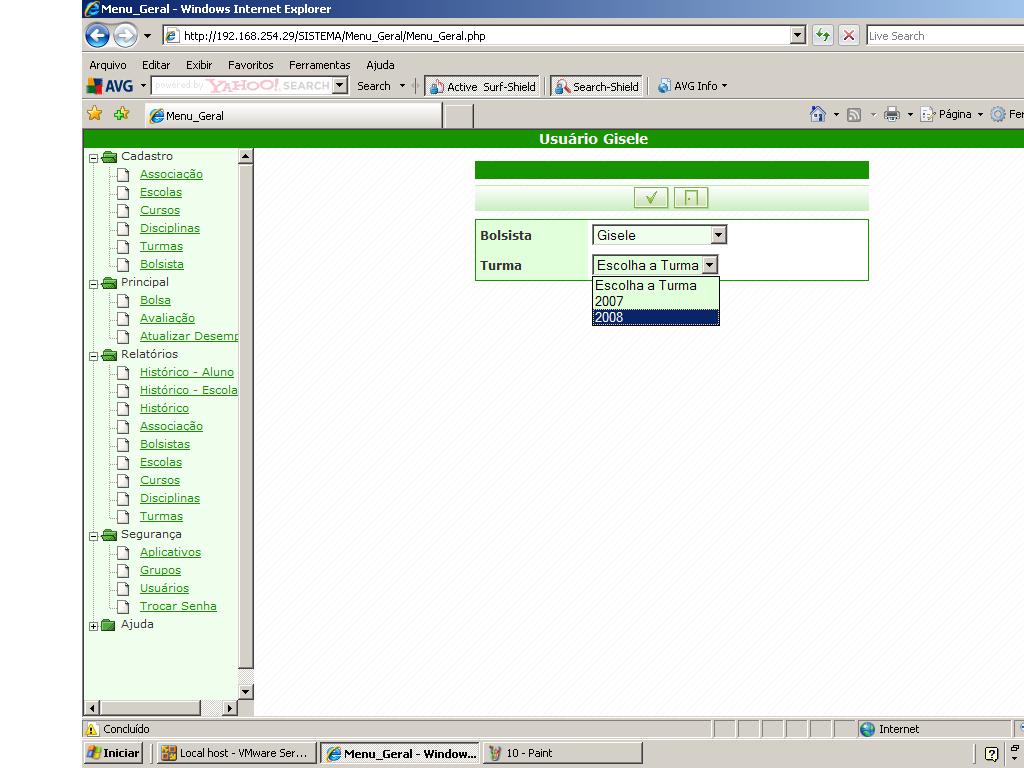 Menu_Geral - Windows Internet Explorer
http://192.168.254.29/SISTEMA/Menu_Geral/Menu_Geral.php
Live Search
Arquivo Editar Exibir Favoritos Ferramentas Ajuda
AVG powered by YAHOO! SEARCH Search Active Surf-Shield Search-Shield AVG Info
Menu_Geral Página Fer
Usuário Gisele
Cadastro
Associação
Escolas
Cursos
Disciplinas
Turmas
Bolsista
Principal
Bolsa
Avaliação
Atualizar Desemp
Relatórios
Histórico - Aluno
Histórico - Escola
Histórico
Associação
Bolsistas
Escolas
Cursos
Disciplinas
Turmas
Segurança
Aplicativos
Grupos
Usuários
Trocar Senha
Ajuda
Bolsista Gisele
Turma Escolha a Turma
Escolha a Turma
2007
2008
Concluído Internet
Iniciar Local host - VMware Ser... Menu_Geral - Window... 10 - Paint